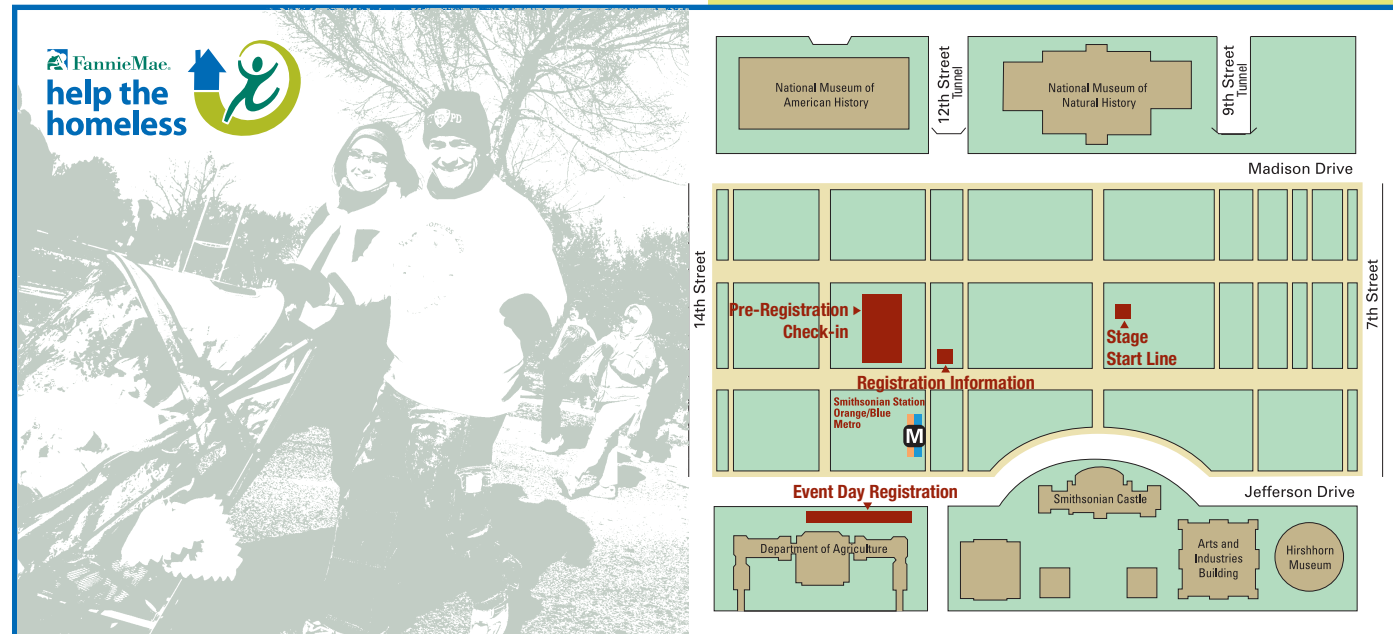 FannieMae.
help the
homeless
PD
National Museum of
American History
12th Street
Tunnel
National Museum of
Natural History
9th Street
Tunnel
Madison Drive
14th Street
7th Street
Pre-Registration
Check-in
Stage
Start Line
Registration Information
Smithsonian Station
Orange/Blue
Metro
M
Event Day Registration
Jefferson Drive
Smithsonian Castle
Department of Agriculture
Arts and
Industries
Building
Hirshhorn
Museum